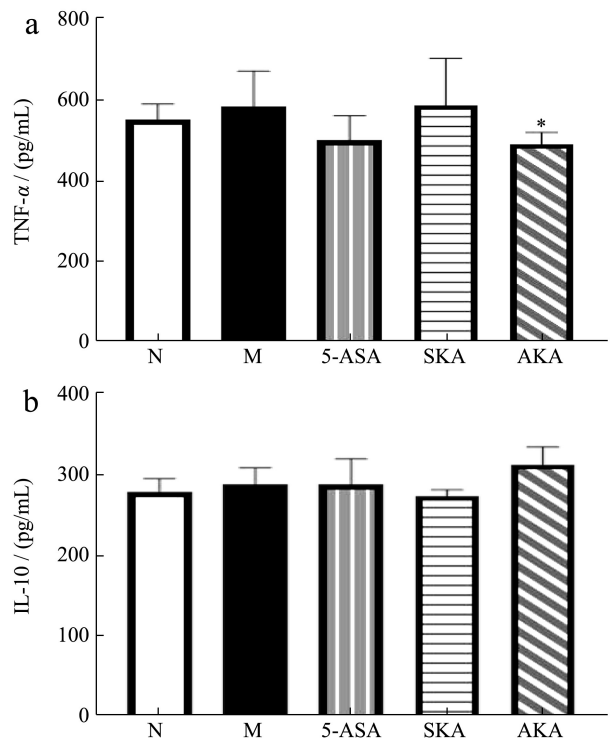 a
TNF-α / (pg/mL)
800
600
400
200
0
*
N M 5-ASA SKA AKA
b
IL-10 / (pg/mL)
400
300
200
100
0
N M 5-ASA SKA AKA